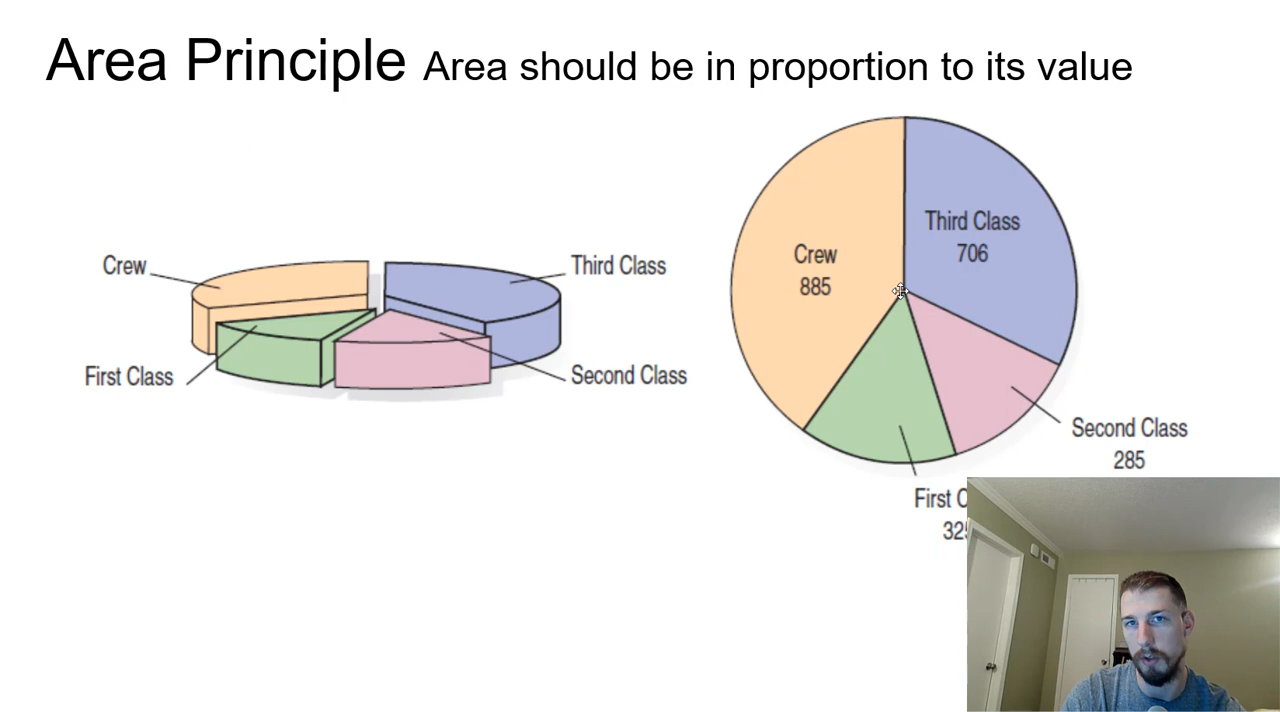 Area Principle Area should be in proportion to its value
Crew
Third Class
First Class
Second Class
Third Class
706
Crew
885
Second Class
285
First